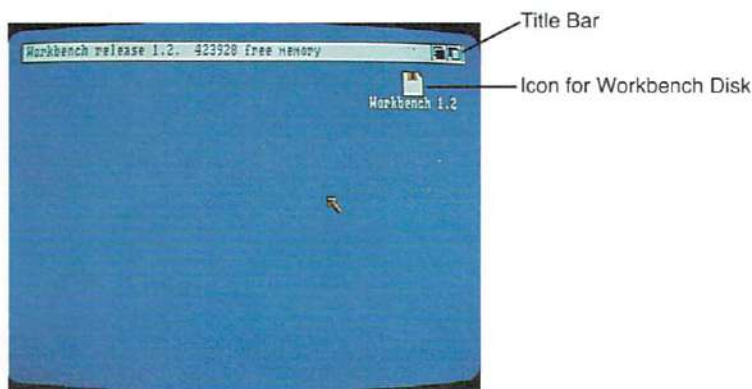 Title Bar
Workbench release 1.2. 423928 free memory
Icon for Workbench Disk
Workbench 1.2